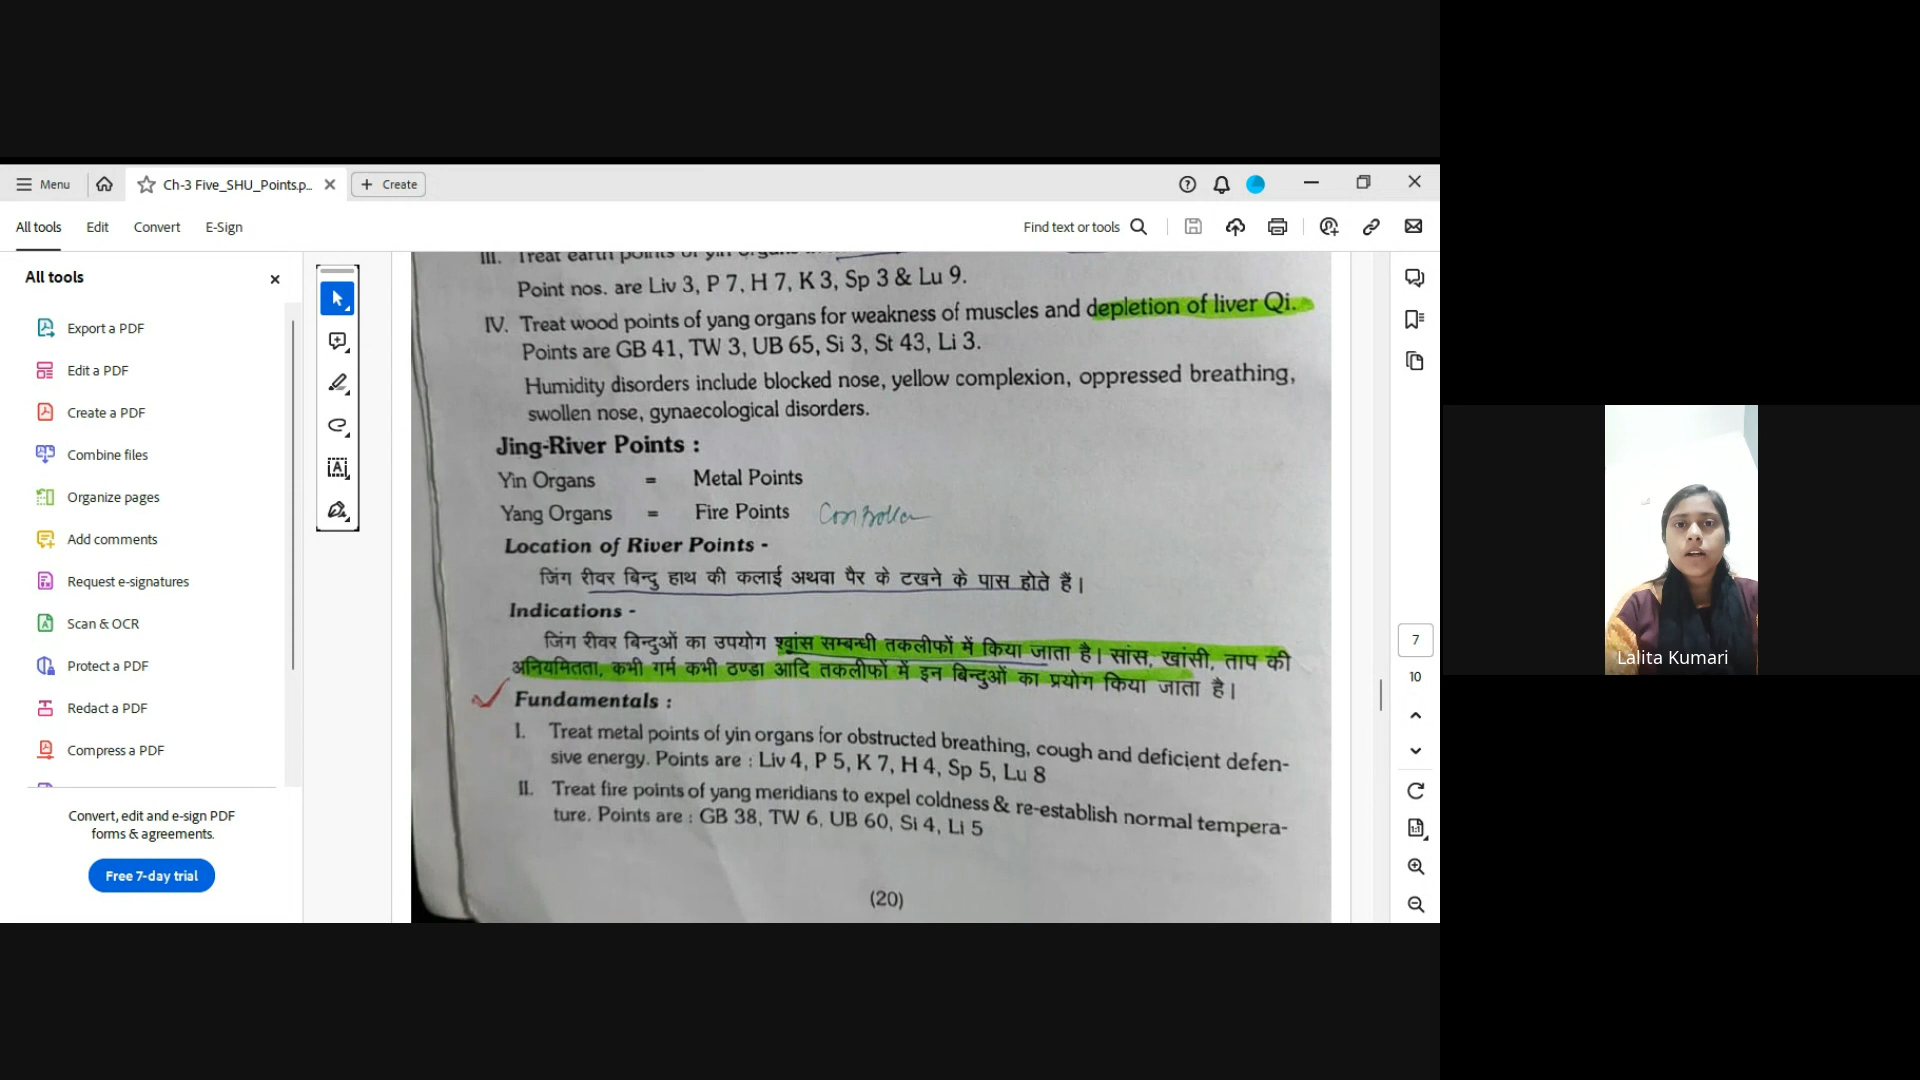 Menu
Ch-3 Five_SHU_Points.p...
Create
All tools
Edit
Convert
E-Sign
Find text or tools
All tools
Export a PDF
Edit a PDF
Create a PDF
Combine files
Organize pages
Add comments
Request e-signatures
Scan & OCR
Protect a PDF
Redact a PDF
Compress a PDF
Convert, edit and e-sign PDF
forms & agreements.
Free 7-day trial
III. Treat earth points of yin organs
Point nos. are Liv 3, P 7, H 7, K 3, Sp 3 & Lu 9.
IV. Treat wood points of yang organs for weakness of muscles and depletion of liver Qi.
Points are GB 41, TW 3, UB 65, Si 3, St 43, Li 3.
Humidity disorders include blocked nose, yellow complexion, oppressed breathing,
swollen nose, gynaecological disorders.
Jing-River Points :
Yin Organs = Metal Points
Yang Organs = Fire Points Controller
Location of River Points -
जिंग रीवर बिन्दु हाथ की कलाई अथवा पैर के टखने के पास होते हैं।
Indications -
जिंग रीवर बिन्दुओं का उपयोग श्वांस सम्बन्धी तकलीफों में किया जाता है। सांस, खांसी, ताप की
अनियमितता, कभी गर्म कभी ठण्डा आदि तकलीफों में इन बिन्दुओं का प्रयोग किया जाता है।
Fundamentals :
I. Treat metal points of yin organs for obstructed breathing, cough and deficient defen-
sive energy. Points are : Liv 4, P 5, K 7, H 4, Sp 5, Lu 8
II. Treat fire points of yang meridians to expel coldness & re-establish normal tempera-
ture. Points are : GB 38, TW 6, UB 60, Si 4, Li 5
(20)
7
10
Lalita Kumari